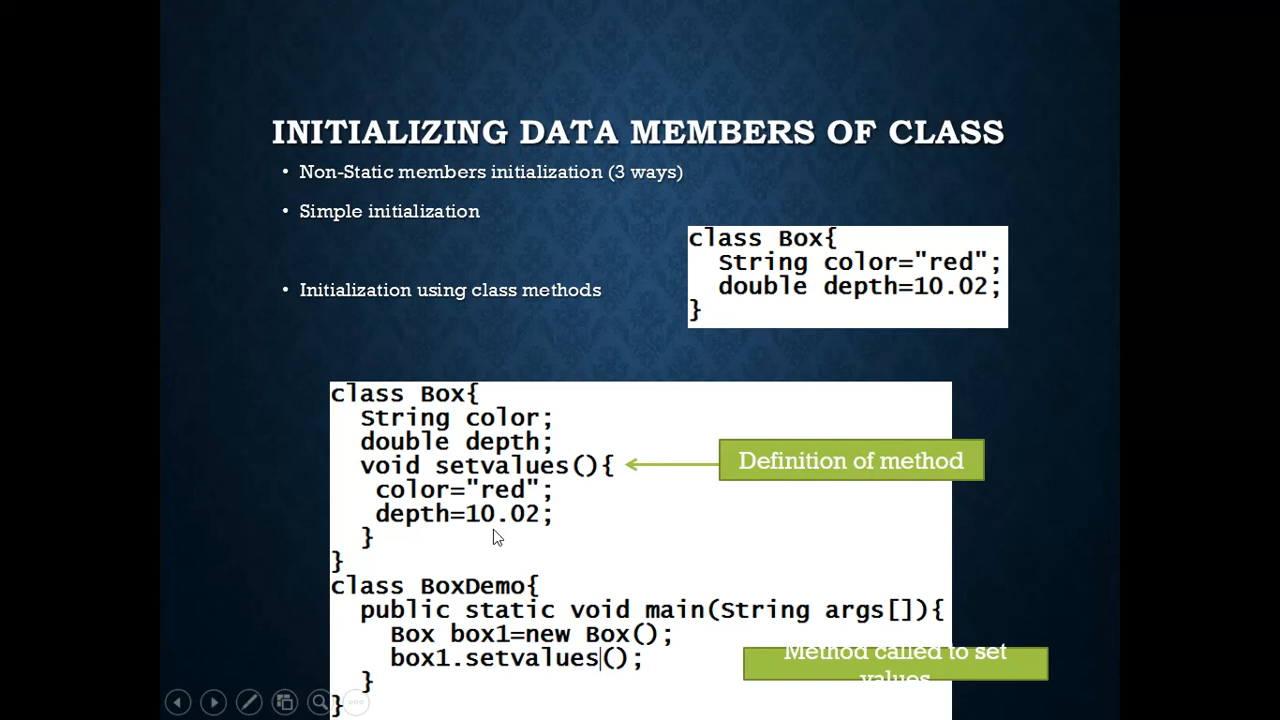 INITIALIZING DATA MEMBERS OF CLASS
• Non-Static members initialization (3 ways)
• Simple initialization
class Box{
String color="red";
double depth=10.02;
}
• Initialization using class methods
class Box{
String color;
double depth;
void setvalues(){
color="red";
depth=10.02;
}
}
Definition of method
class BoxDemo{
public static void main(String args[]){
Box box1=new Box();
box1.setvalues();
}
}
Method called to set
values